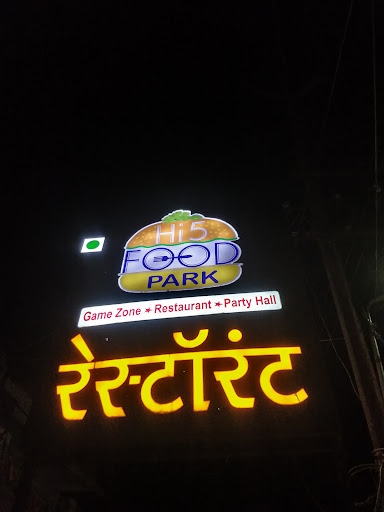 Hi5
FOOD
PARK
Game Zone ★ Restaurant ★ Party Hall
रेस्टॉरंट